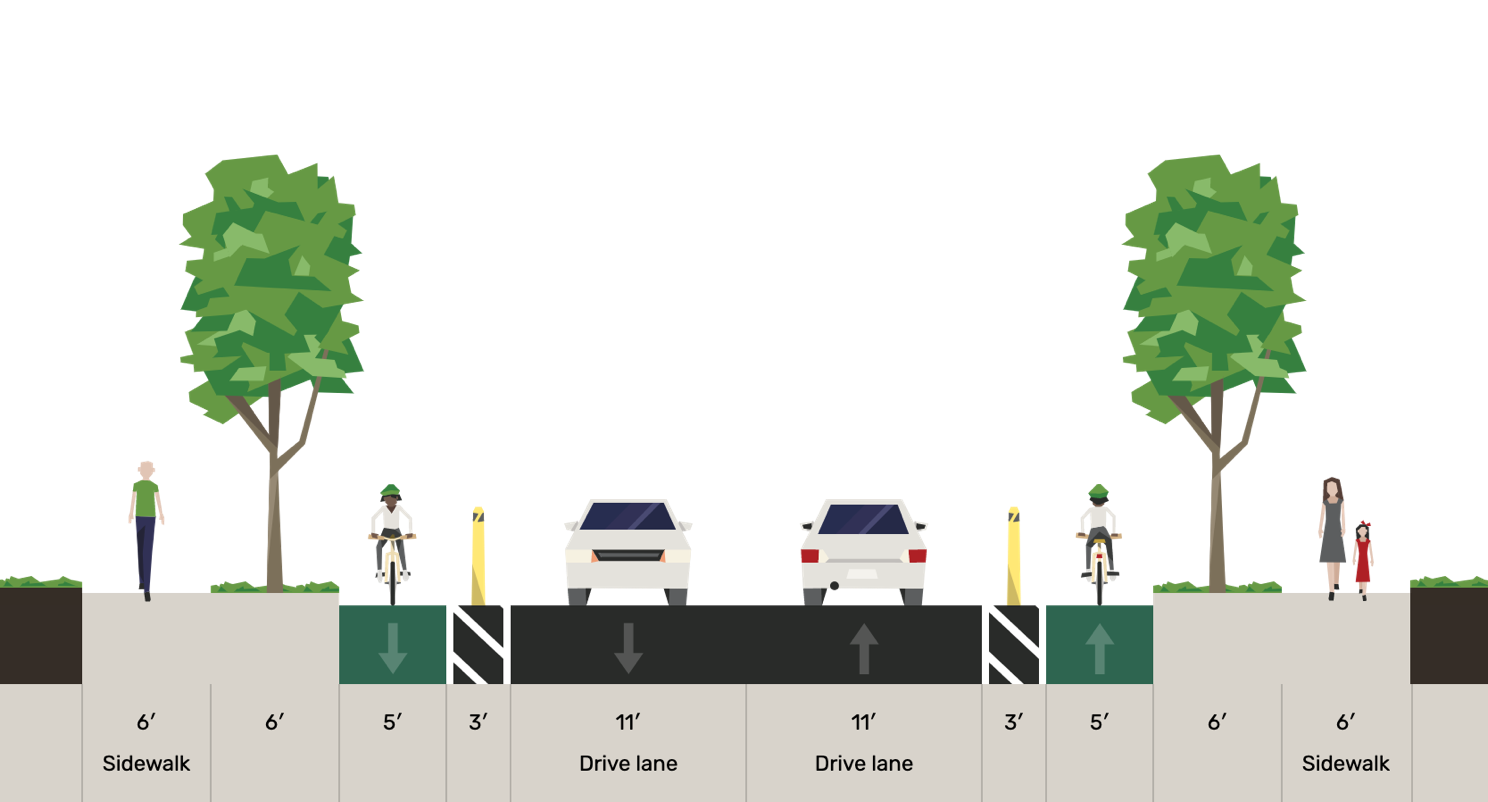 6′ 6′ 5′ 3′ 11′ 11′ 3′ 5′ 6′ 6′
Sidewalk Drive lane Drive lane Sidewalk